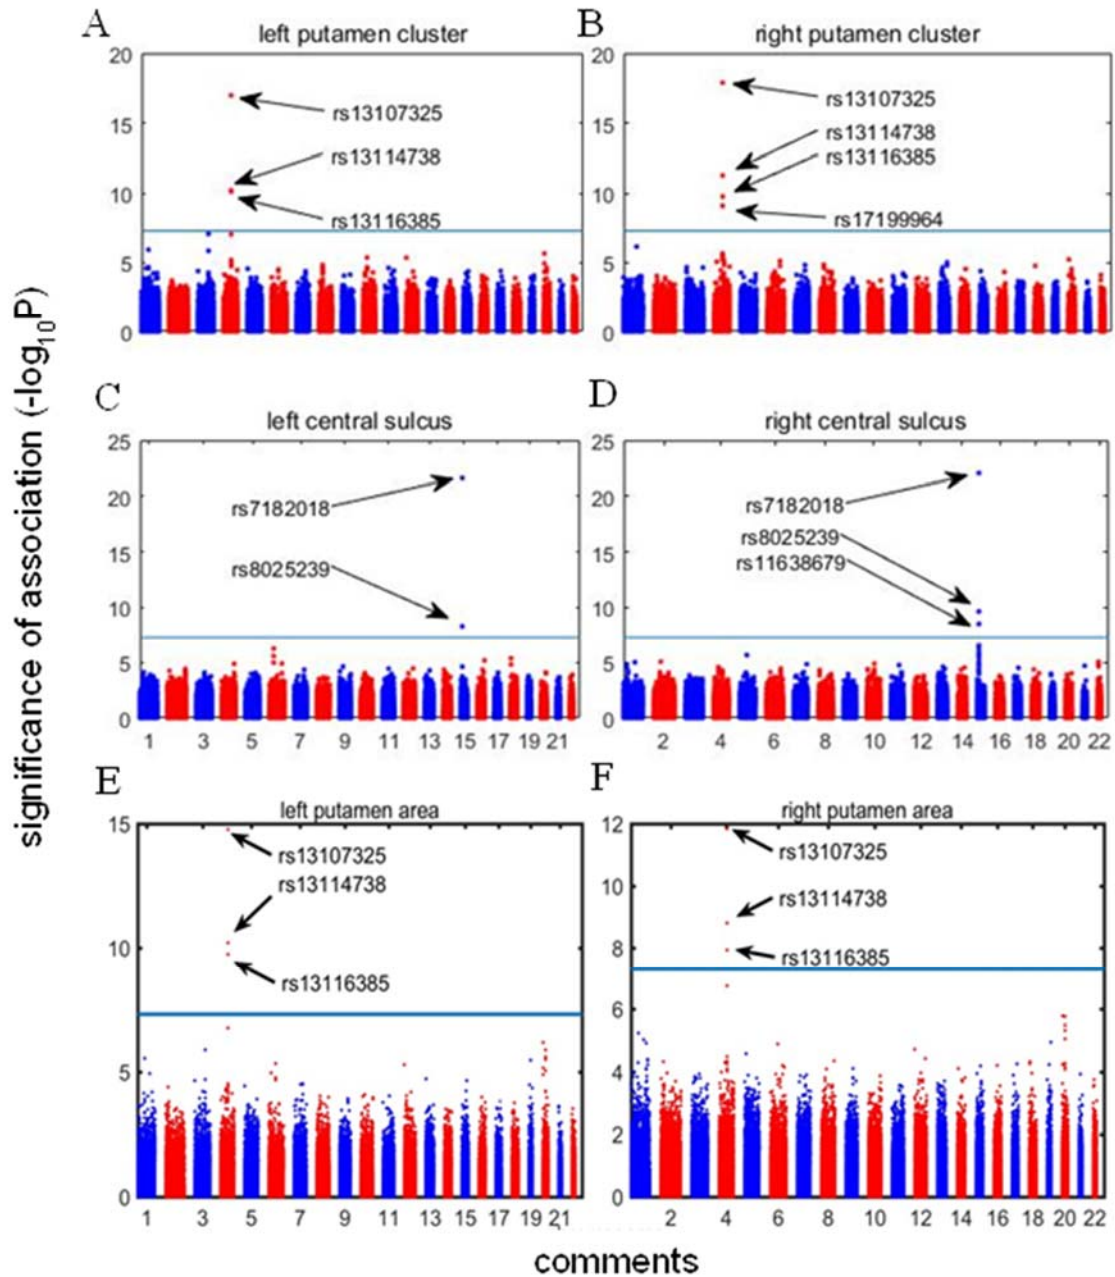 A
left putamen cluster
20
15
10
5
0
rs13107325
rs13114738
rs13116385
B
right putamen cluster
20
15
10
5
0
rs13107325
rs13114738
rs13116385
rs17199964
significance of association (-log10P)
C
left central sulcus
25
20
15
10
5
0
rs7182018
rs8025239
1 3 5 7 9 11 13 15 17 19 21
D
right central sulcus
25
20
15
10
5
0
rs7182018
rs8025239
rs11638679
2 4 6 8 10 12 14 16 18 20 22
E
left putamen area
15
10
5
0
rs13107325
rs13114738
rs13116385
1 3 5 7 9 11 13 15 17 19 21
F
right putamen area
12
10
8
6
4
2
0
rs13107325
rs13114738
rs13116385
2 4 6 8 10 12 14 16 18 20 22
comments